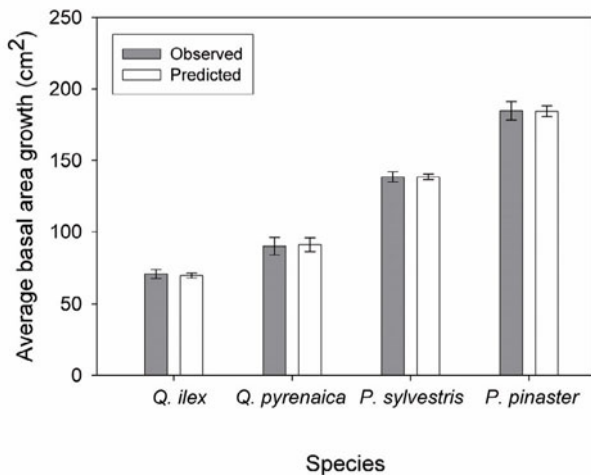 Average basal area growth (cm²)
250
200
150
100
50
0
Observed
Predicted
Q. ilex
Q. pyrenaica
P. sylvestris
P. pinaster
Species